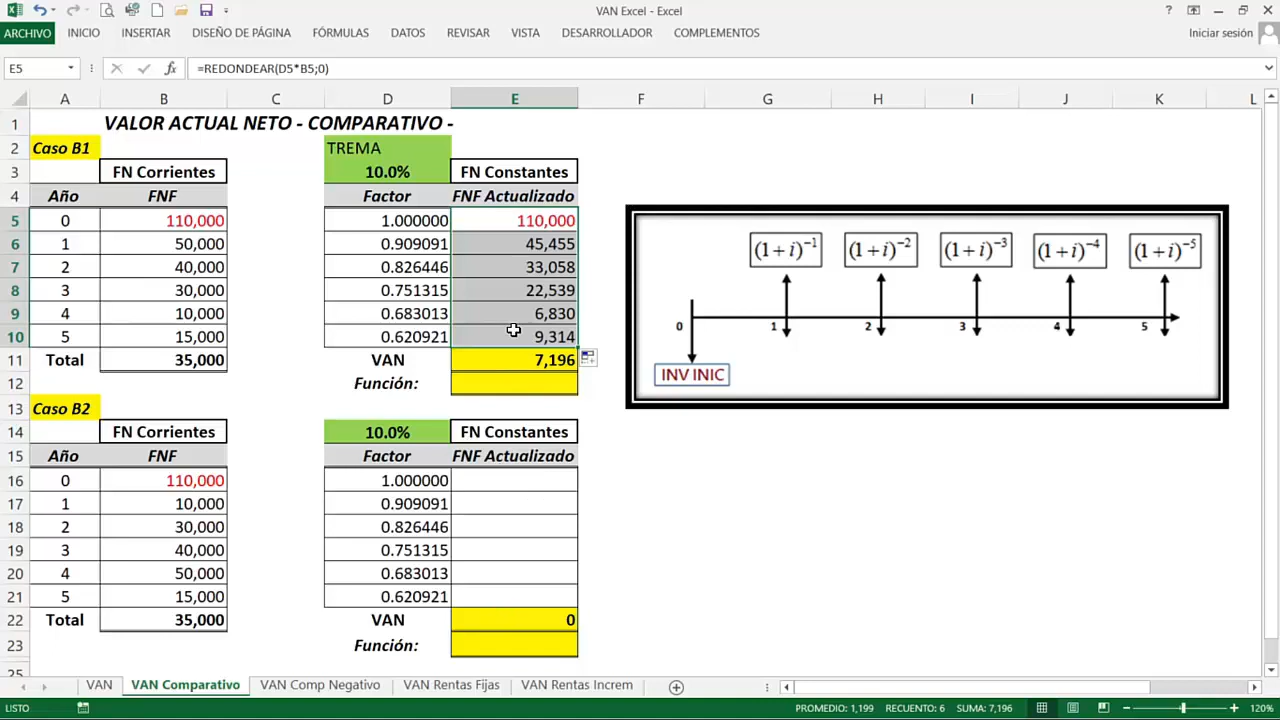 VAN Excel - Excel
ARCHIVO INICIO INSERTAR DISEÑO DE PÁGINA FÓRMULAS DATOS REVISAR VISTA DESARROLLADOR COMPLEMENTOS Iniciar sesión
E5 fx =REDONDEAR(D5*B5;0)
A B C D E F G H I J K L
1 VALOR ACTUAL NETO - COMPARATIVO -
2 Caso B1 TREMA
3 FN Corrientes 10.0% FN Constantes
4 Año FNF Factor FNF Actualizado
5 0 110,000 1.000000 110,000
6 1 50,000 0.909091 45,455
7 2 40,000 0.826446 33,058
8 3 30,000 0.751315 22,539
9 4 10,000 0.683013 6,830
10 5 15,000 0.620921 9,314
11 Total 35,000 VAN 7,196
12 Función:
13 Caso B2
14 FN Corrientes 10.0% FN Constantes
15 Año FNF Factor FNF Actualizado
16 0 110,000 1.000000
17 1 10,000 0.909091
18 2 30,000 0.826446
19 3 40,000 0.751315
20 4 50,000 0.683013
21 5 15,000 0.620921
22 Total 35,000 VAN 0
23 Función:
25
(1+i)⁻¹ (1+i)⁻² (1+i)⁻³ (1+i)⁻⁴ (1+i)⁻⁵
0 1 2 3 4 5
INV INIC
VAN VAN Comparativo VAN Comp Negativo VAN Rentas Fijas VAN Rentas Increm
LISTO PROMEDIO: 1,199 RECUENTO: 6 SUMA: 7,196 120%